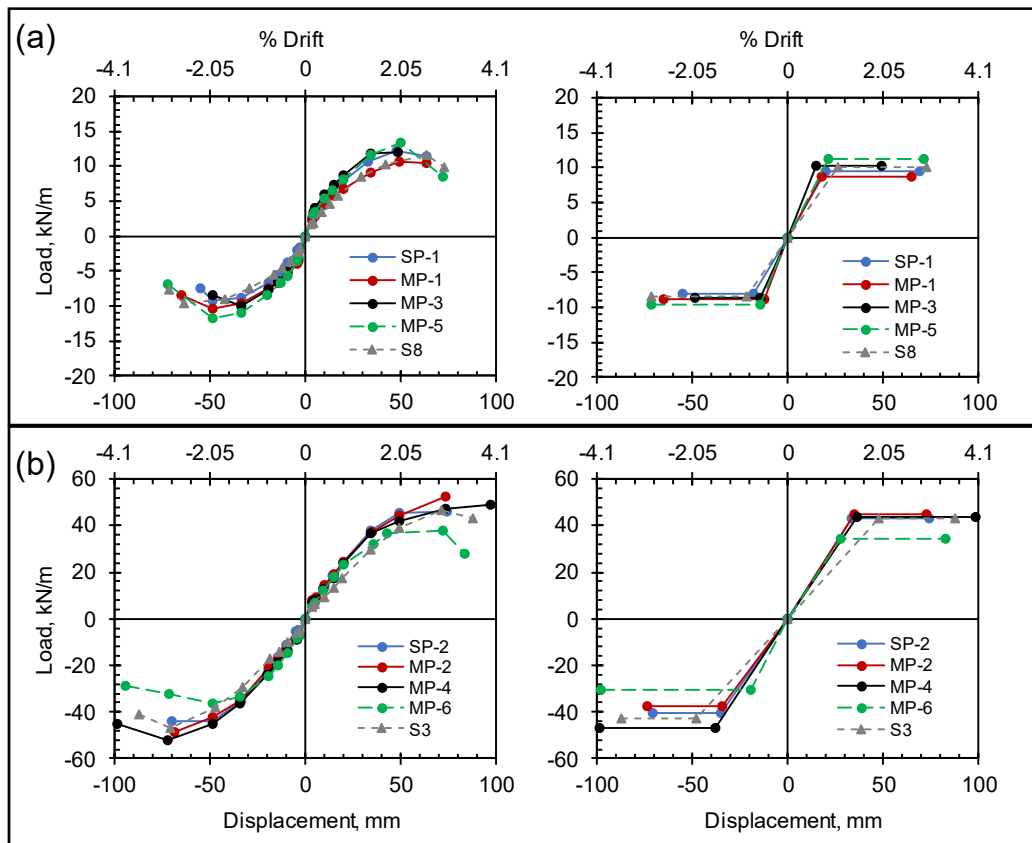 (a)
% Drift
-4.1 -2.05 0 2.05 4.1
20
15
10
5
0
-5
-10
-15
-20
Load, kN/m
-100 -50 0 50 100
SP-1
MP-1
MP-3
MP-5
S8
% Drift
-4.1 -2.05 0 2.05 4.1
20
15
10
5
0
-5
-10
-15
-20
-100 -50 0 50 100
SP-1
MP-1
MP-3
MP-5
S8
(b)
-4.1 -2.05 0 2.05 4.1
60
40
20
0
-20
-40
-60
Load, kN/m
-100 -50 0 50 100
Displacement, mm
SP-2
MP-2
MP-4
MP-6
S3
-4.1 -2.05 0 2.05 4.1
60
40
20
0
-20
-40
-60
-100 -50 0 50 100
Displacement, mm
SP-2
MP-2
MP-4
MP-6
S3